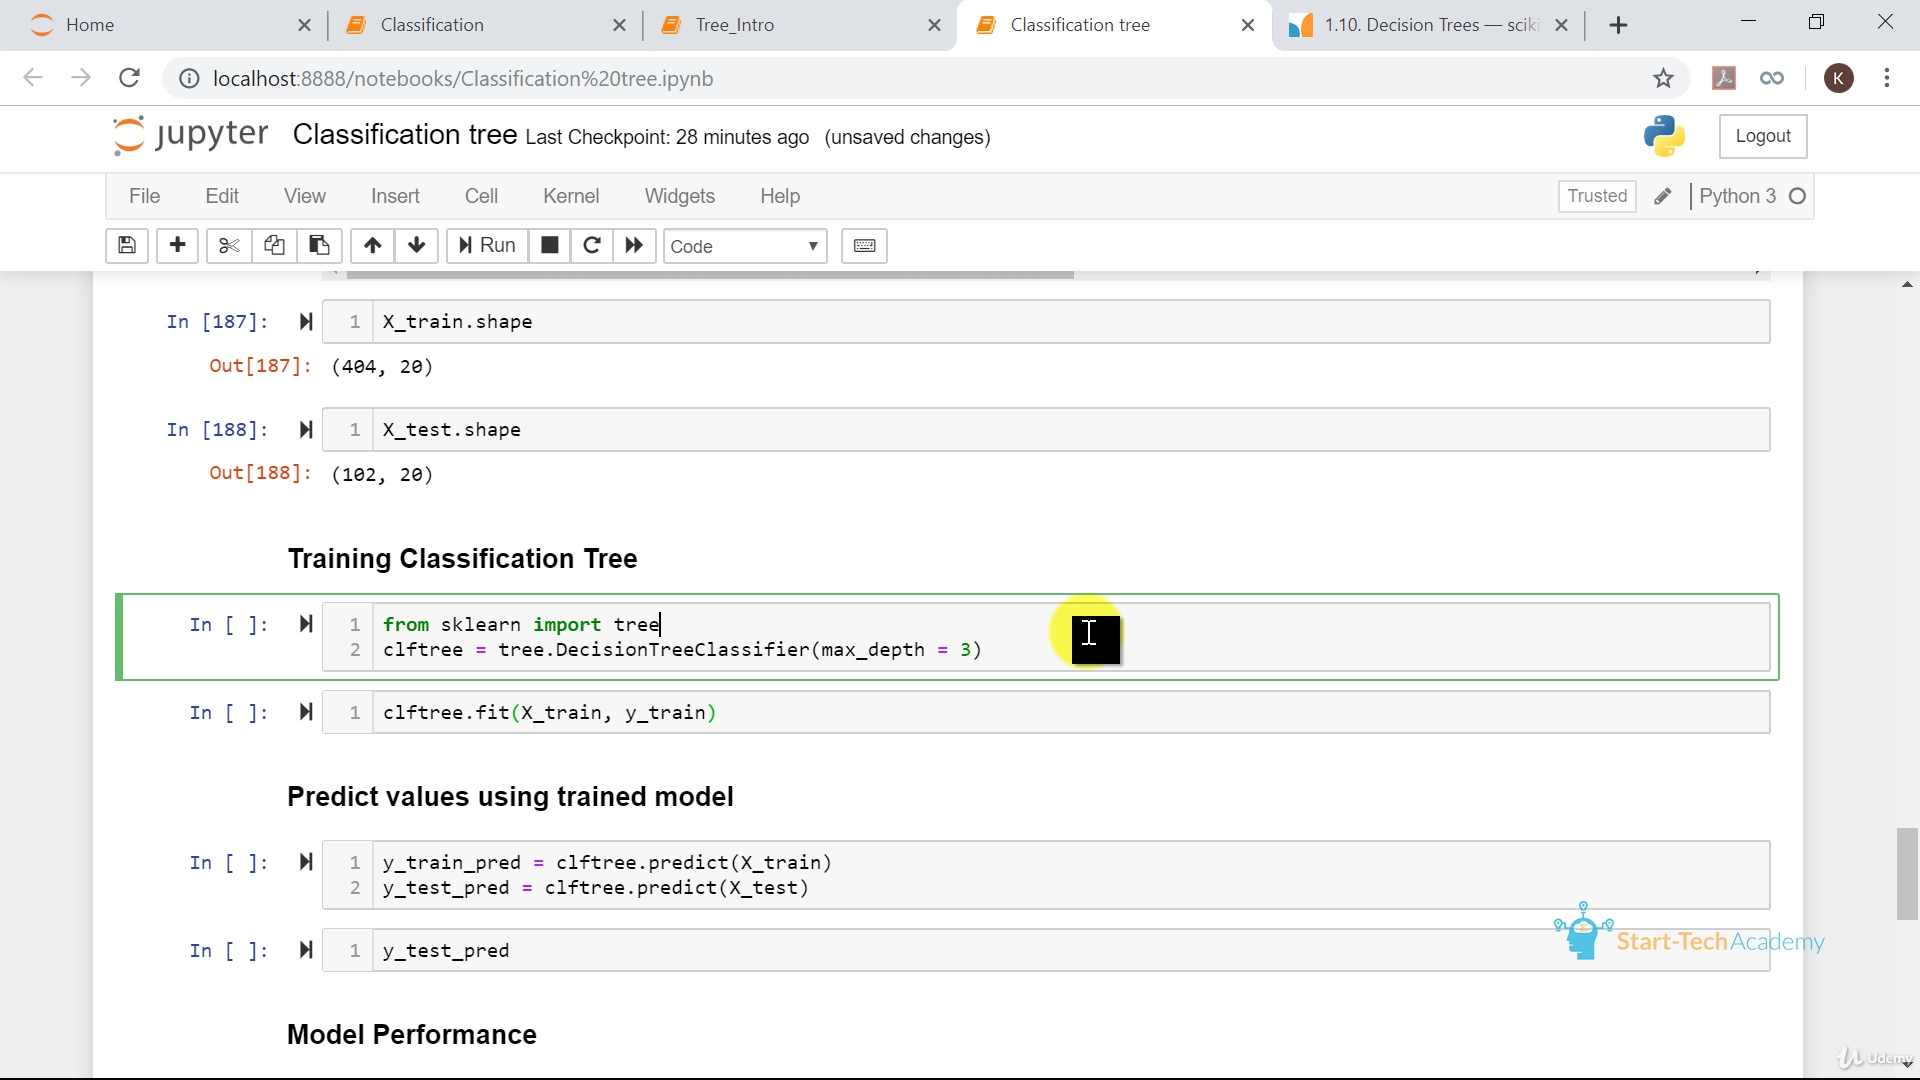 Home
Classification
Tree_Intro
Classification tree
1.10. Decision Trees — sciki
localhost:8888/notebooks/Classification%20tree.ipynb
K
jupyter Classification tree Last Checkpoint: 28 minutes ago (unsaved changes)
Logout
File Edit View Insert Cell Kernel Widgets Help
Trusted
Python 3
Run
Code
In [187]: 1 X_train.shape
Out[187]: (404, 20)
In [188]: 1 X_test.shape
Out[188]: (102, 20)
Training Classification Tree
In [ ]: 1 from sklearn import tree
2 clftree = tree.DecisionTreeClassifier(max_depth = 3)
In [ ]: 1 clftree.fit(X_train, y_train)
Predict values using trained model
In [ ]: 1 y_train_pred = clftree.predict(X_train)
2 y_test_pred = clftree.predict(X_test)
In [ ]: 1 y_test_pred
Start-Tech Academy
Model Performance
Udemy